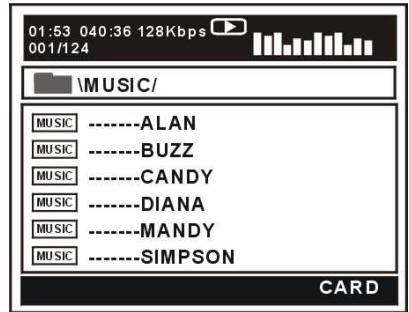 01:53 040:36 128Kbps
001/124
\MUSIC/
MUSIC -------ALAN
MUSIC -------BUZZ
MUSIC -------CANDY
MUSIC -------DIANA
MUSIC -------MANDY
MUSIC -------SIMPSON
CARD